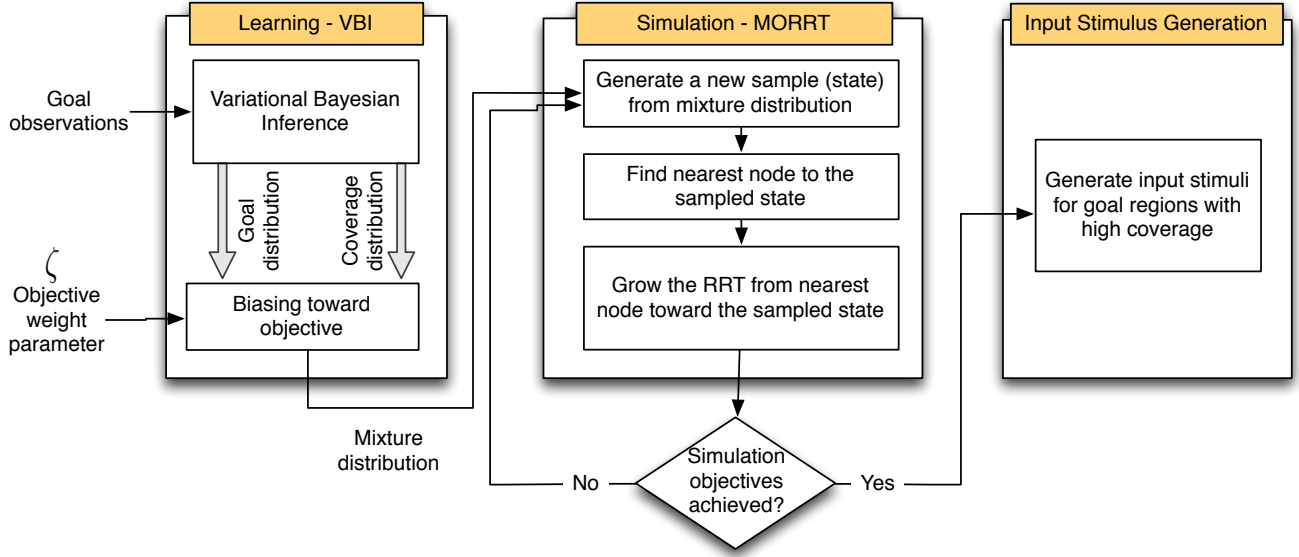 Learning - VBI
Goal
observations
Variational Bayesian
Inference
Goal
distribution
Coverage
distribution
ζ
Objective
weight
parameter
Biasing toward
objective
Mixture
distribution
Simulation - MORRT
Generate a new sample (state)
from mixture distribution
Find nearest node to the
sampled state
Grow the RRT from nearest
node toward the sampled state
Simulation
objectives
achieved?
No
Yes
Input Stimulus Generation
Generate input stimuli
for goal regions with
high coverage